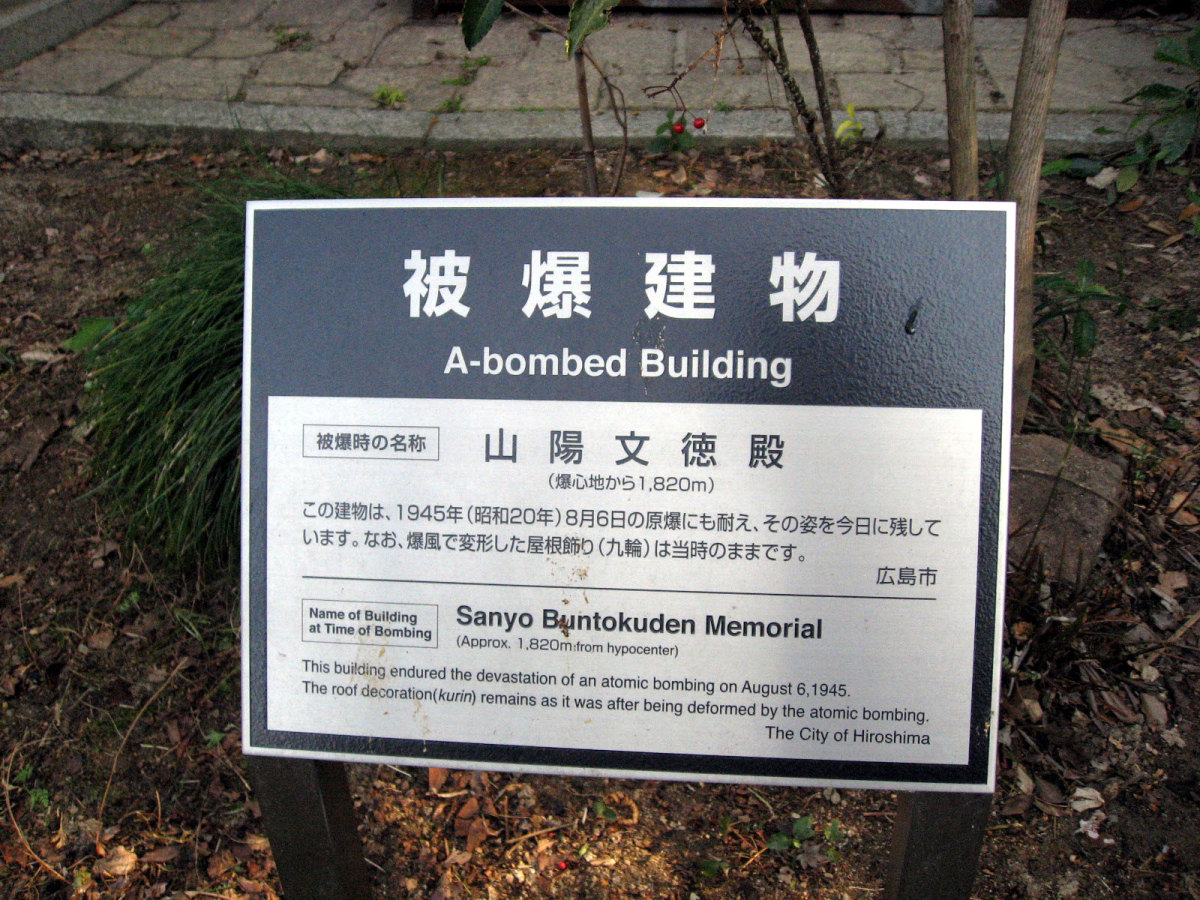 被爆建物
A-bombed Building
被爆時の名称
山陽文徳殿
(爆心地から1,820m)
この建物は、1945年(昭和20年)8月6日の原爆にも耐え、その姿を今日に残して
います。なお、爆風で変形した屋根飾り(九輪)は当時のままです。
広島市
Name of Building
at Time of Bombing
Sanyo Buntokuden Memorial
(Approx. 1,820m from hypocenter)
This building endured the devastation of an atomic bombing on August 6,1945.
The roof decoration(kurin) remains as it was after being deformed by the atomic bombing.
The City of Hiroshima